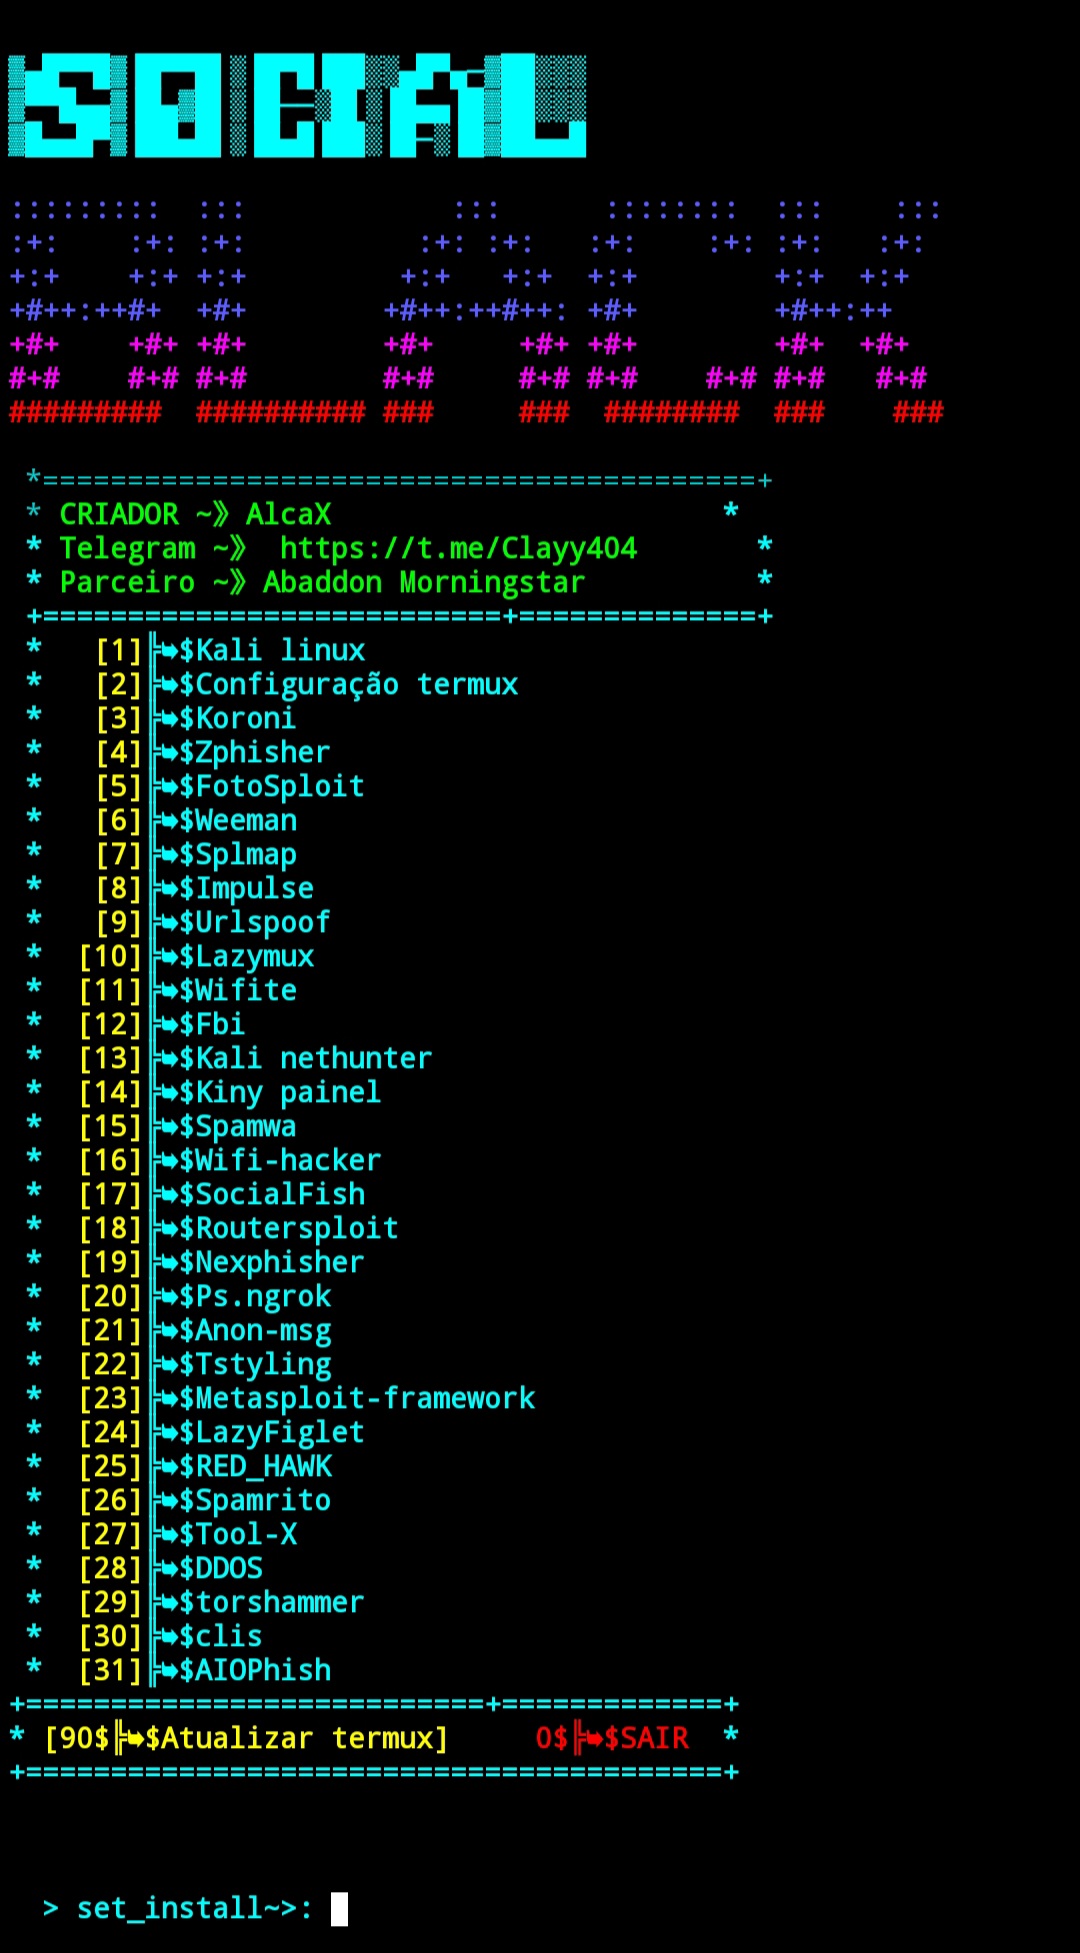 SOCIAL
BLACK
*==========================================+
* CRIADOR ~》 AlcaX *
* Telegram ~》 https://t.me/Clayy404 *
* Parceiro ~》 Abaddon Morningstar *
+===========================+==============+
* [1]╠➥$Kali linux
* [2]╠➥$Configuração termux
* [3]╠➥$Koroni
* [4]╠➥$Zphisher
* [5]╠➥$FotoSploit
* [6]╠➥$Weeman
* [7]╠➥$Splmap
* [8]╠➥$Impulse
* [9]╠➥$Urlspoof
* [10]╠➥$Lazymux
* [11]╠➥$Wifite
* [12]╠➥$Fbi
* [13]╠➥$Kali nethunter
* [14]╠➥$Kiny painel
* [15]╠➥$Spamwa
* [16]╠➥$Wifi-hacker
* [17]╠➥$SocialFish
* [18]╠➥$Routersploit
* [19]╠➥$Nexphisher
* [20]╠➥$Ps.ngrok
* [21]╠➥$Anon-msg
* [22]╠➥$Tstyling
* [23]╠➥$Metasploit-framework
* [24]╠➥$LazyFiglet
* [25]╠➥$RED_HAWK
* [26]╠➥$Spamrito
* [27]╠➥$Tool-X
* [28]╠➥$DDOS
* [29]╠➥$torshammer
* [30]╠➥$clis
* [31]╠➥$AIOPhish
+===========================+=============+
* [90$╠➥$Atualizar termux] 0$╠➥$SAIR *
+=========================================+
> set_install~>: